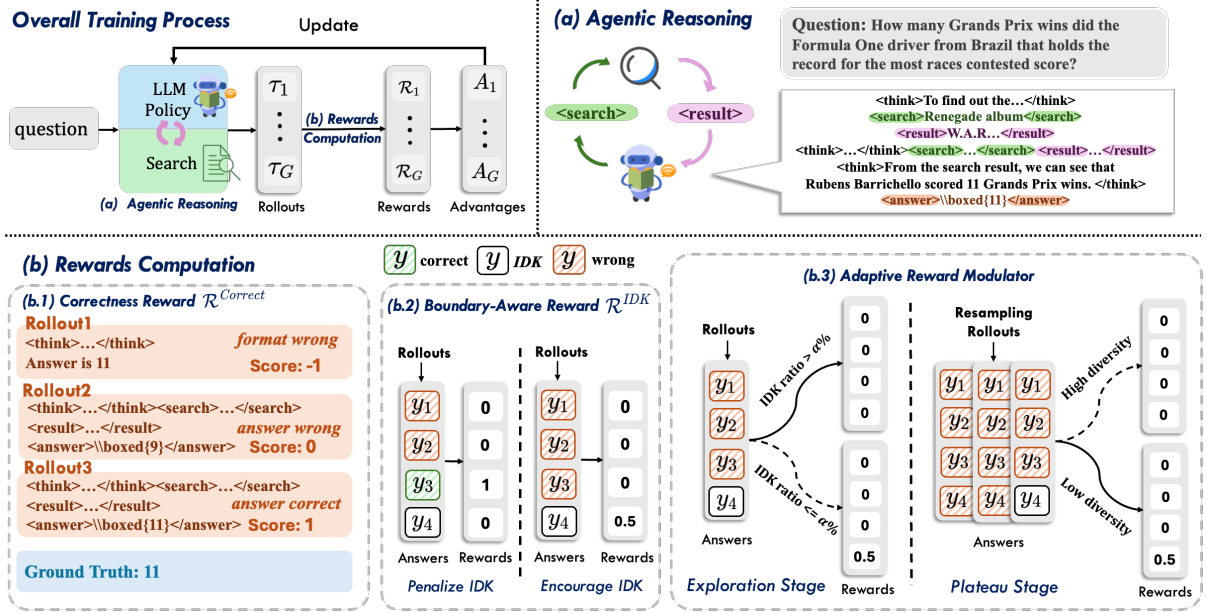 Overall Training Process
Update
question
LLM
Policy
Search
(a) Agentic Reasoning
τ1
τG
Rollouts
(b) Rewards
Computation
R1
RG
Rewards
A1
AG
Advantages
(a) Agentic Reasoning
<search>
<result>
Question: How many Grands Prix wins did the
Formula One driver from Brazil that holds the
record for the most races contested score?
<think>To find out the…</think>
<search>Renegade album</search>
<result>W.A.R…</result>
<think>…</think><search>…</search> <result>…</result>
<think>From the search result, we can see that
Rubens Barrichello scored 11 Grands Prix wins. </think>
<answer>\\boxed{11}</answer>
(b) Rewards Computation
y correct y IDK y wrong
(b.1) Correctness Reward R^Correct
Rollout1
<think>…</think>
Answer is 11
format wrong
Score: -1
Rollout2
<think>…</think><search>…</search>
<result>…</result>
<answer>\\boxed{9}</answer>
answer wrong
Score: 0
Rollout3
<think>…</think><search>…</search>
<result>…</result>
<answer>\\boxed{11}</answer>
answer correct
Score: 1
Ground Truth: 11
(b.2) Boundary-Aware Reward R^IDK
Rollouts
y1
y2
y3
y4
0
0
1
0
Answers Rewards
Penalize IDK
Rollouts
y1
y2
y3
y4
0
0
0
0.5
Answers Rewards
Encourage IDK
(b.3) Adaptive Reward Modulator
Rollouts
y1
y2
y3
y4
Answers
IDK ratio > α%
IDK ratio <= α%
0
0
0
0
0
0
0
0.5
Exploration Stage
Rewards
Resampling
Rollouts
y1 y1 y1
y2 y2 y2
y3 y3 y3
y4 y4 y4
Answers
High diversity
Low diversity
0
0
0
0
0
0
0
0.5
Plateau Stage
Rewards